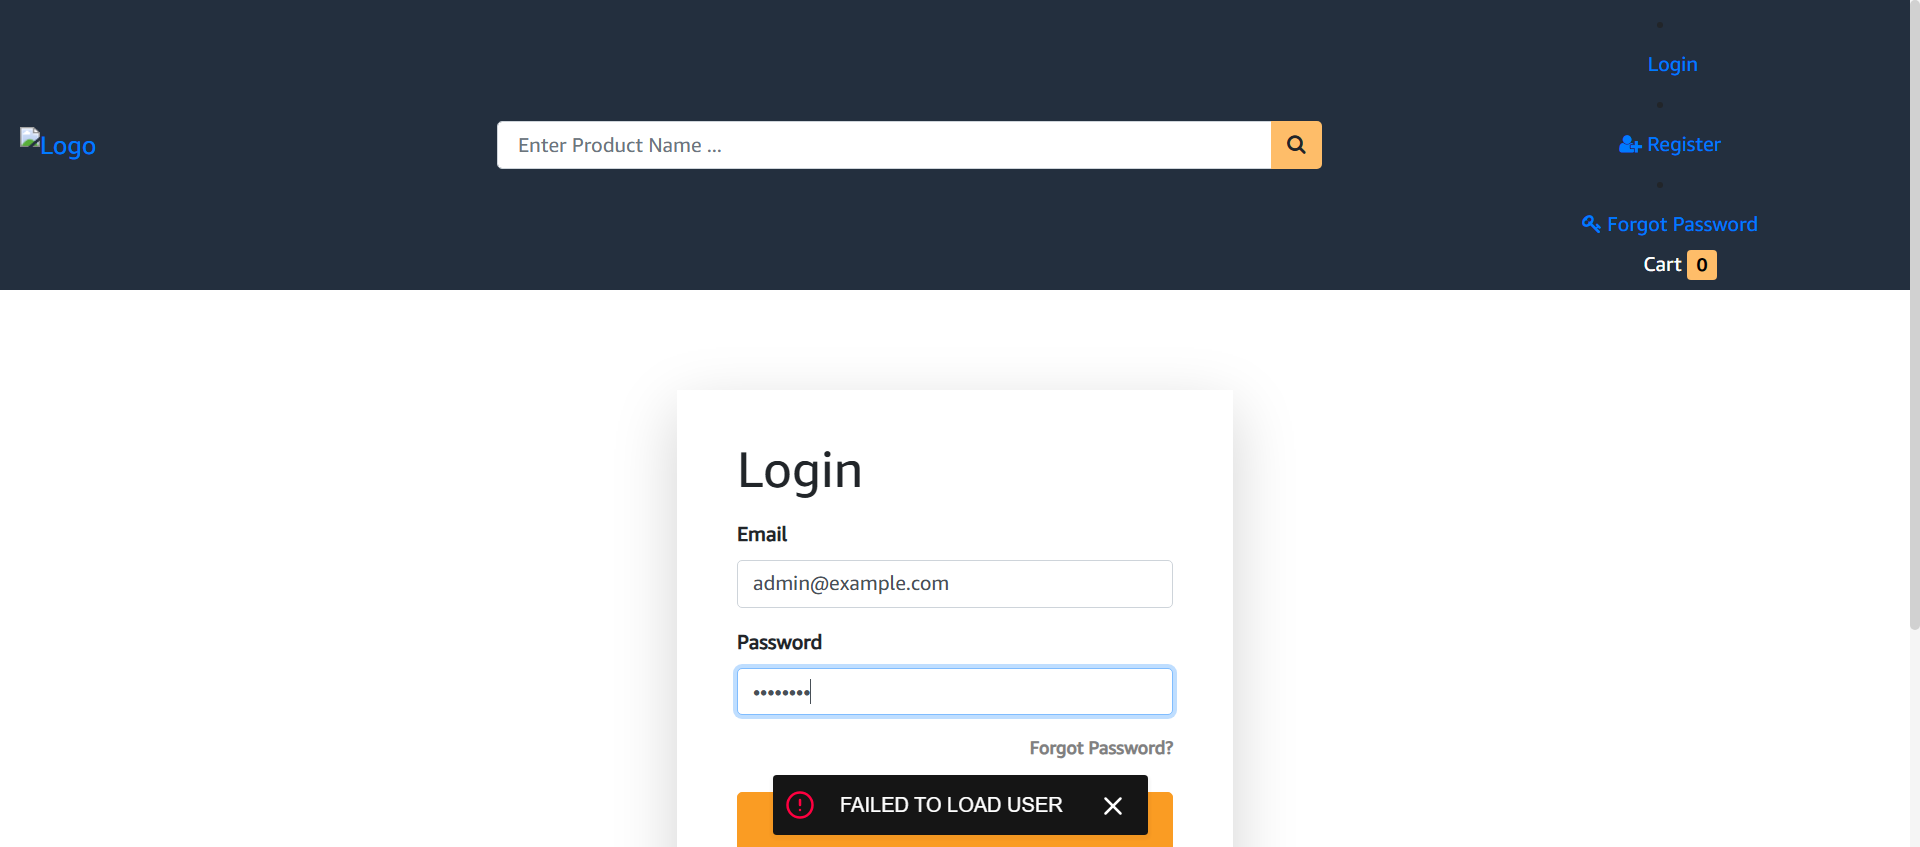 Logo
Enter Product Name ...
Login
Register
Forgot Password
Cart 0
Login
Email
admin@example.com
Password
••••••••
Forgot Password?
FAILED TO LOAD USER